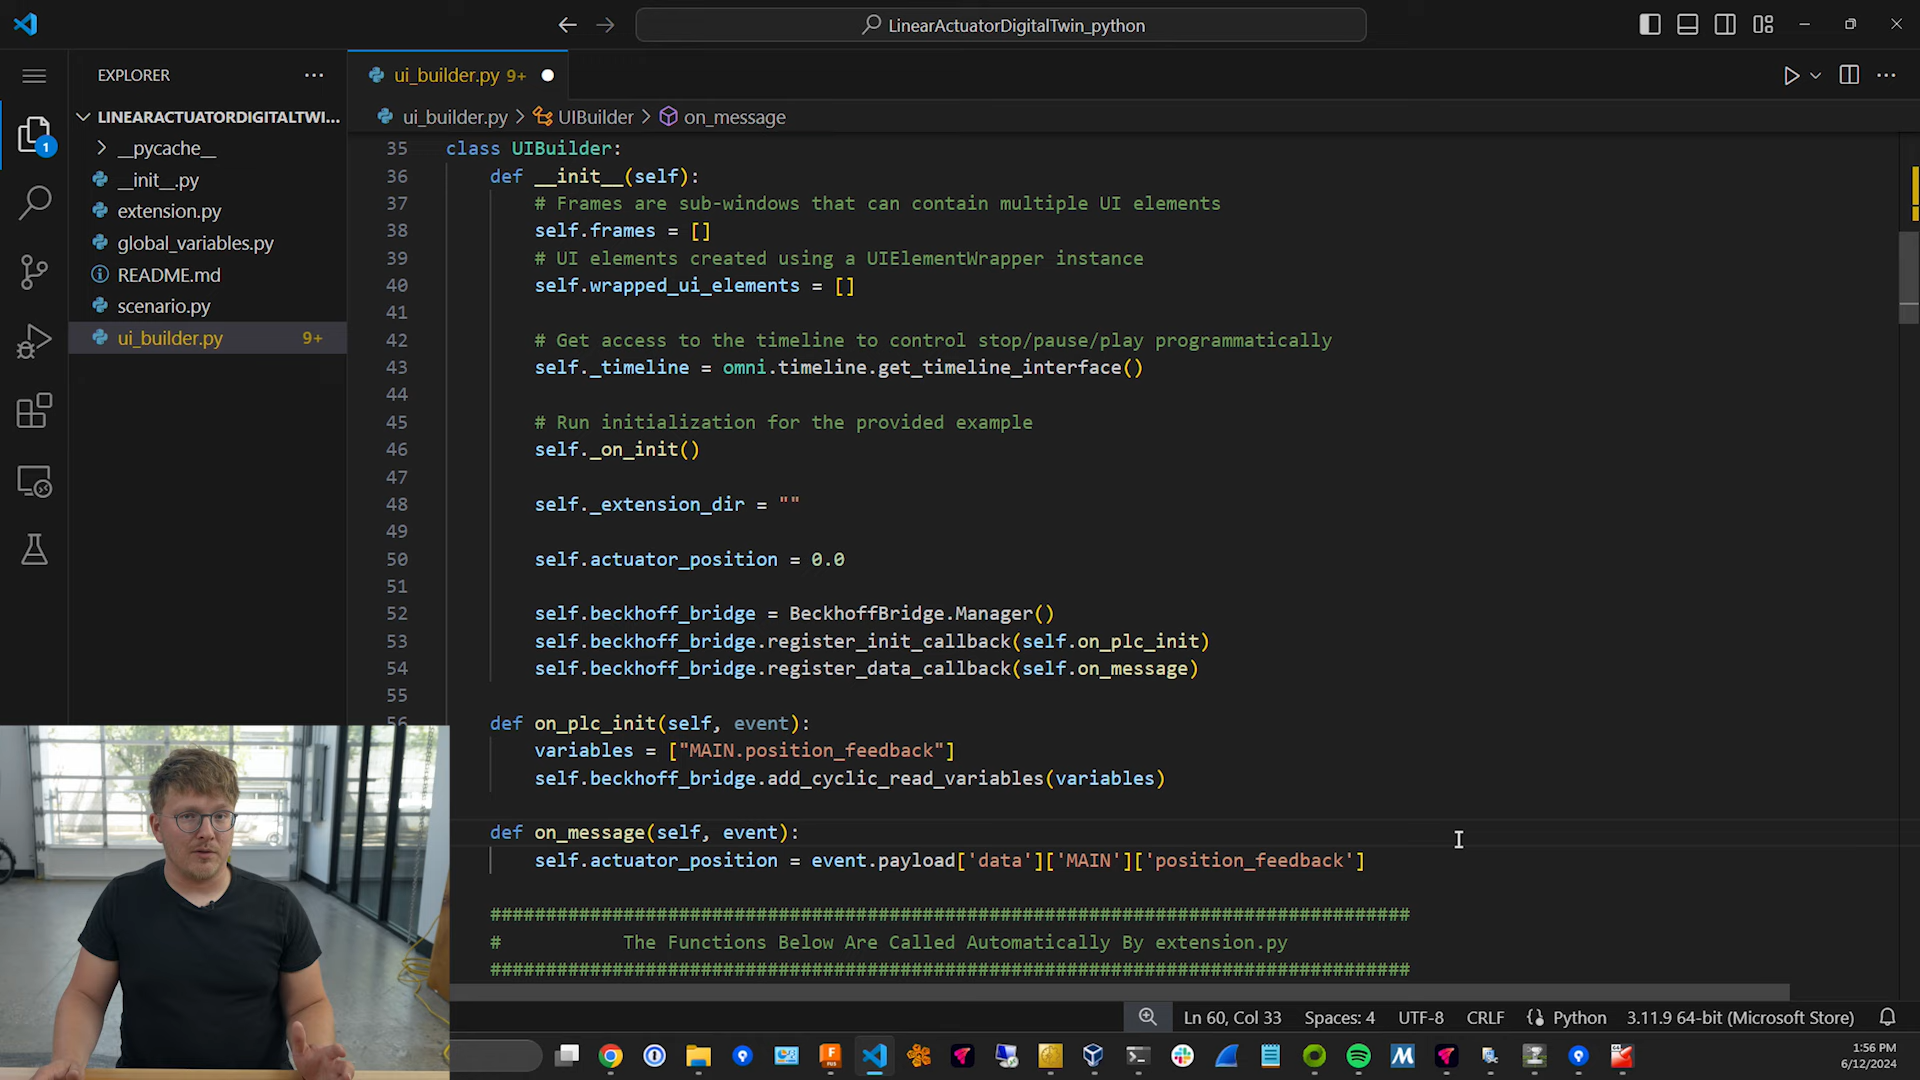 LinearActuatorDigitalTwin_python
EXPLORER
ui_builder.py 9+
LINEARACTUATORDIGITALTWI...
ui_builder.py > UIBuilder > on_message
1
__pycache__
__init__.py
extension.py
global_variables.py
README.md
scenario.py
ui_builder.py 9+
35 class UIBuilder:
36 def __init__(self):
37 # Frames are sub-windows that can contain multiple UI elements
38 self.frames = []
39 # UI elements created using a UIElementWrapper instance
40 self.wrapped_ui_elements = []
41
42 # Get access to the timeline to control stop/pause/play programmatically
43 self._timeline = omni.timeline.get_timeline_interface()
44
45 # Run initialization for the provided example
46 self._on_init()
47
48 self._extension_dir = ""
49
50 self.actuator_position = 0.0
51
52 self.beckhoff_bridge = BeckhoffBridge.Manager()
53 self.beckhoff_bridge.register_init_callback(self.on_plc_init)
54 self.beckhoff_bridge.register_data_callback(self.on_message)
55
56 def on_plc_init(self, event):
variables = ["MAIN.position_feedback"]
self.beckhoff_bridge.add_cyclic_read_variables(variables)
def on_message(self, event):
self.actuator_position = event.payload['data']['MAIN']['position_feedback']
###################################################################################
# The Functions Below Are Called Automatically By extension.py
###################################################################################
Ln 60, Col 33 Spaces: 4 UTF-8 CRLF Python 3.11.9 64-bit (Microsoft Store)
1:56 PM
6/12/2024